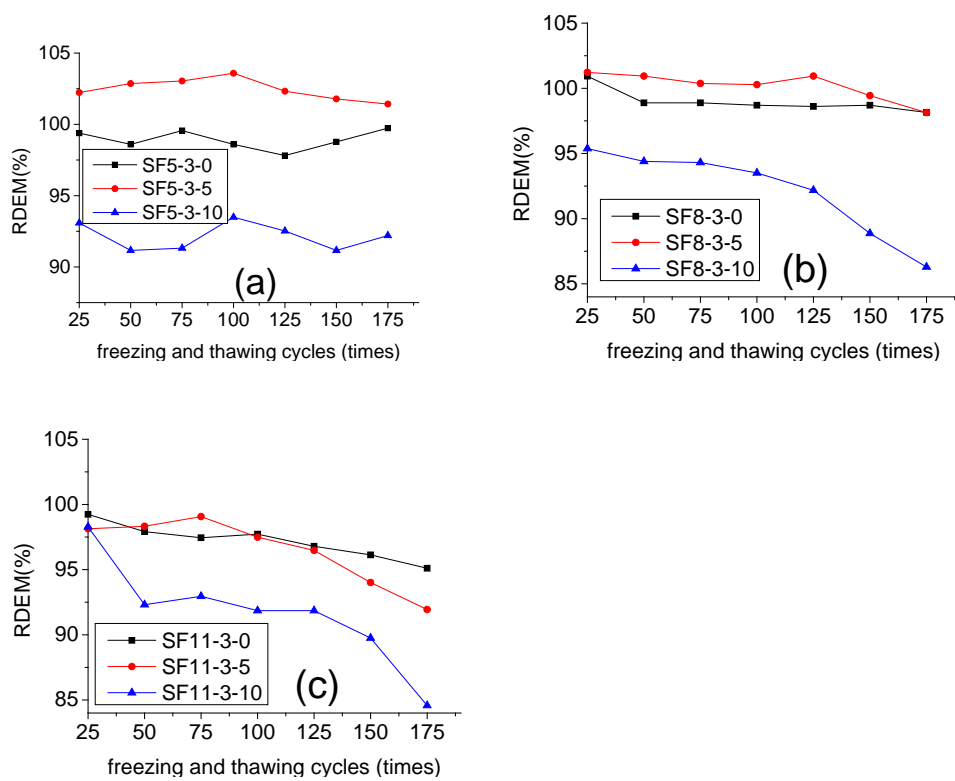 105
100
95
90
RDEM(%)
SF5-3-0
SF5-3-5
SF5-3-10
(a)
25 50 75 100 125 150 175
freezing and thawing cycles (times)
105
100
95
90
85
RDEM(%)
SF8-3-0
SF8-3-5
SF8-3-10
(b)
25 50 75 100 125 150 175
freezing and thawing cycles (times)
105
100
95
90
85
RDEM(%)
SF11-3-0
SF11-3-5
SF11-3-10
(c)
25 50 75 100 125 150 175
freezing and thawing cycles (times)